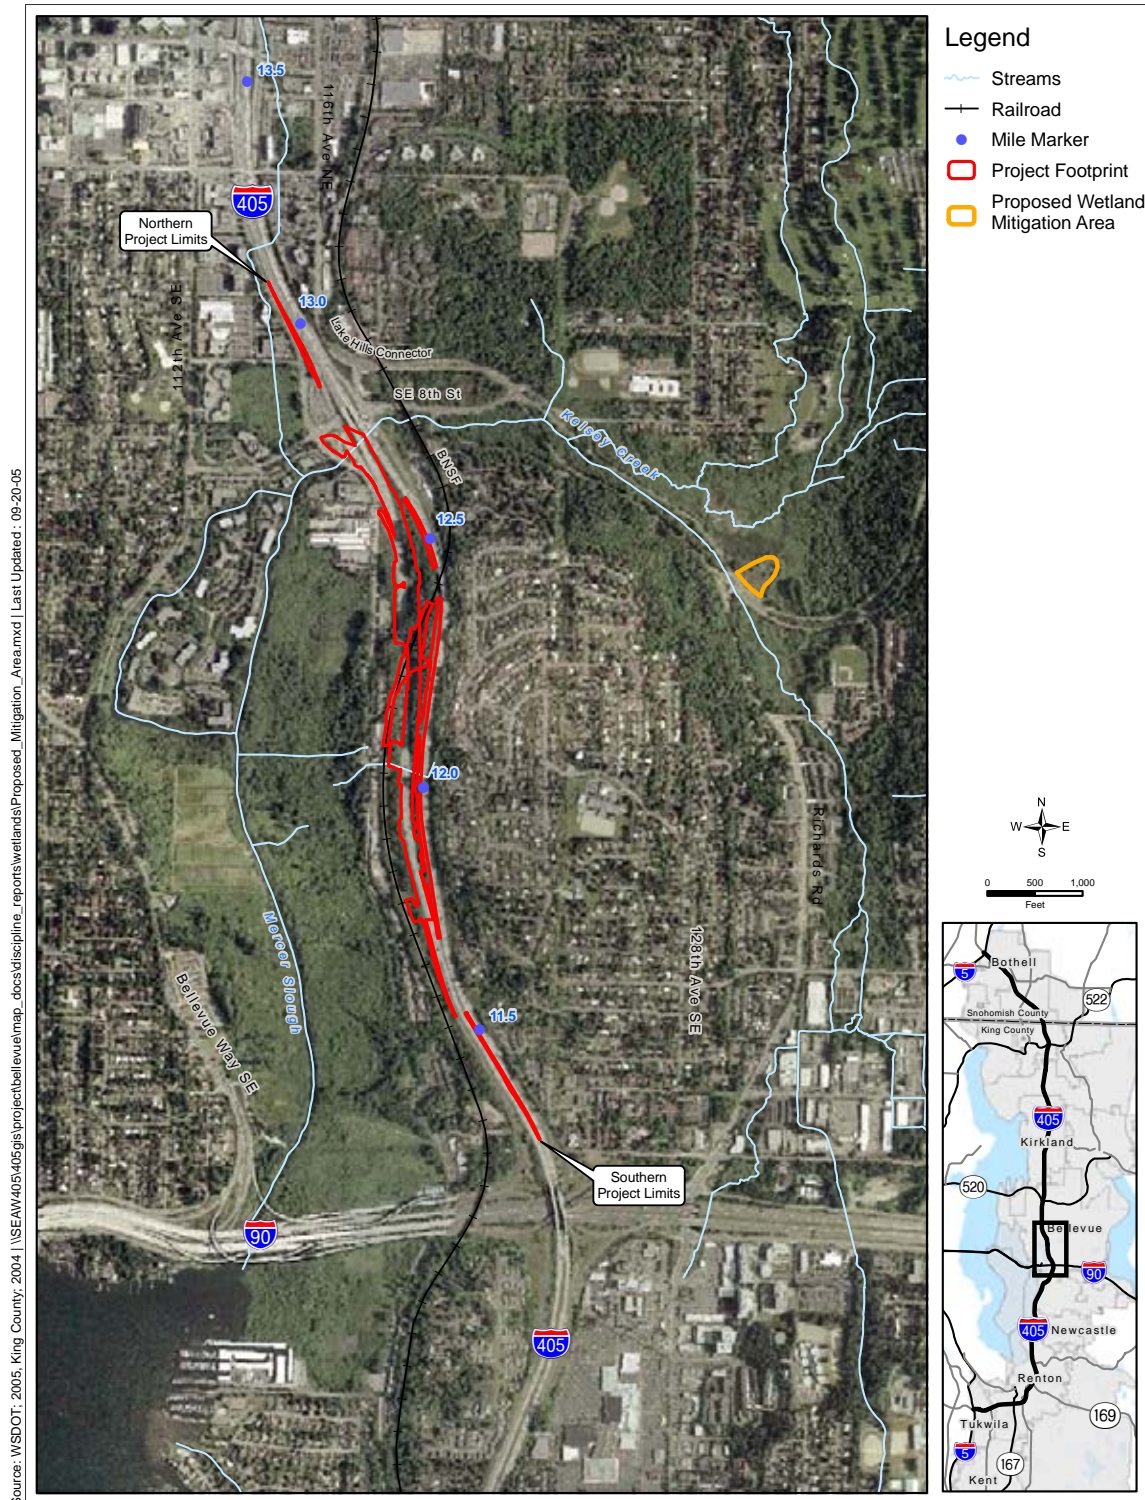 Legend
Streams
Railroad
Mile Marker
Project Footprint
Proposed Wetland
Mitigation Area
13.5
116th Ave NE
405
Northern
Project Limits
13.0
112th Ave SE
Lake Hills Connector
SE 8th St
Kelsey Creek
BNSF
12.5
12.0
Richards Rd
Mercer Slough
Bellevue Way SE
128th Ave SE
11.5
Southern
Project Limits
90
405
N
W E
S
0 500 1,000
Feet
5
Bothell
522
Snohomish County
King County
405
Kirkland
520
Bellevue
90
405
Newcastle
Renton
169
Tukwila
5
167
Kent
Source: WSDOT; 2005, King County; 2004 | \\SEAW405\405gis\project\bellevue\map_docs\discipline_reports\wetlands\Proposed_Mitigation_Area.mxd | Last Updated : 09-20-05